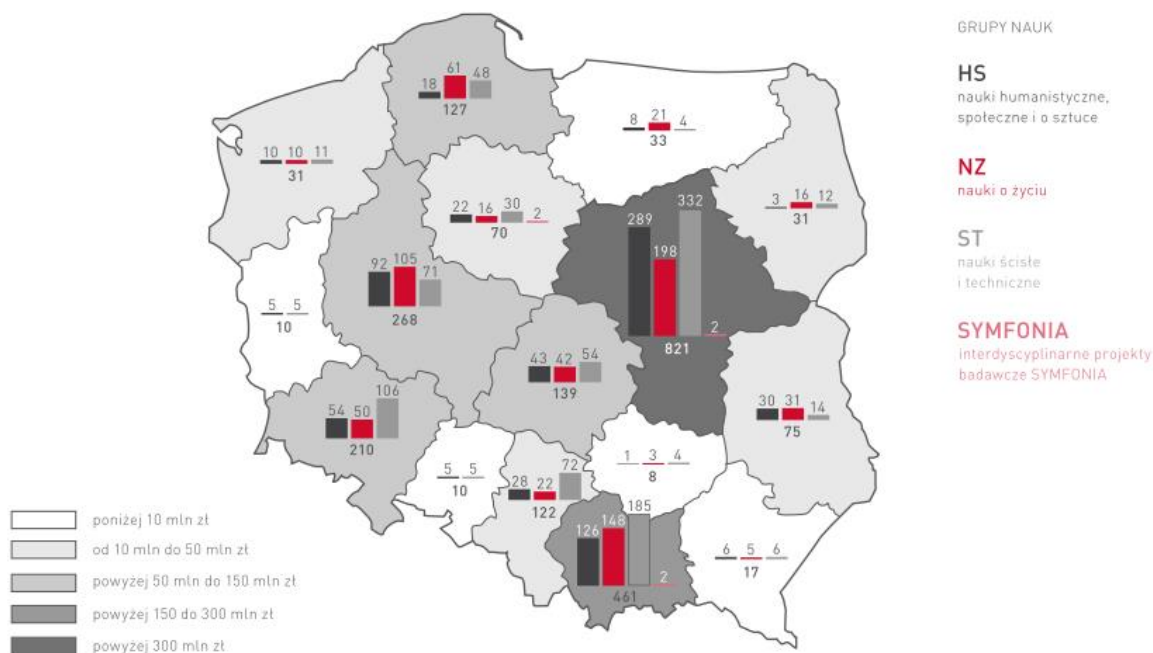 18 61 48
127
8 21 4
33
10 10 11
31
22 16 30 2
70
3 16 12
31
289 198 332 2
821
92 105 71
268
5 5
10
43 42 54
139
54 50 106
210
30 31 14
75
5 5
10
28 22 72
122
1 3 4
8
126 148 185 2
461
6 5 6
17
GRUPY NAUK
HS
nauki humanistyczne,
społeczne i o sztuce
NZ
nauki o życiu
ST
nauki ścisłe
i techniczne
SYMFONIA
interdyscyplinarne projekty
badawcze SYMFONIA
poniżej 10 mln zł
od 10 mln do 50 mln zł
powyżej 50 mln do 150 mln zł
powyżej 150 do 300 mln zł
powyżej 300 mln zł